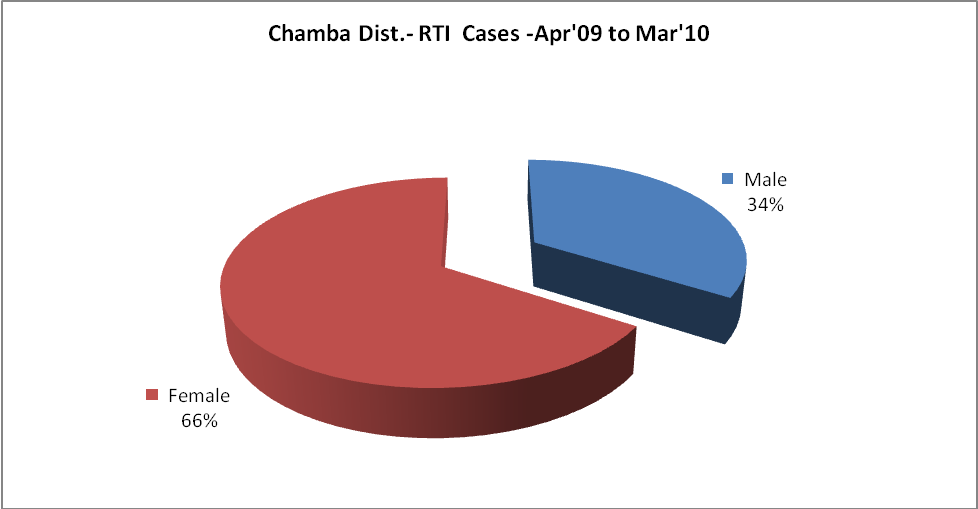 Chamba Dist.- RTI  Cases -Apr'09 to Mar'10
Male
34%
Female
66%